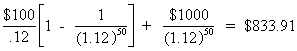 $100/.12 [1 - 1/(1.12)^50] + $1000/(1.12)^50 = $833.91